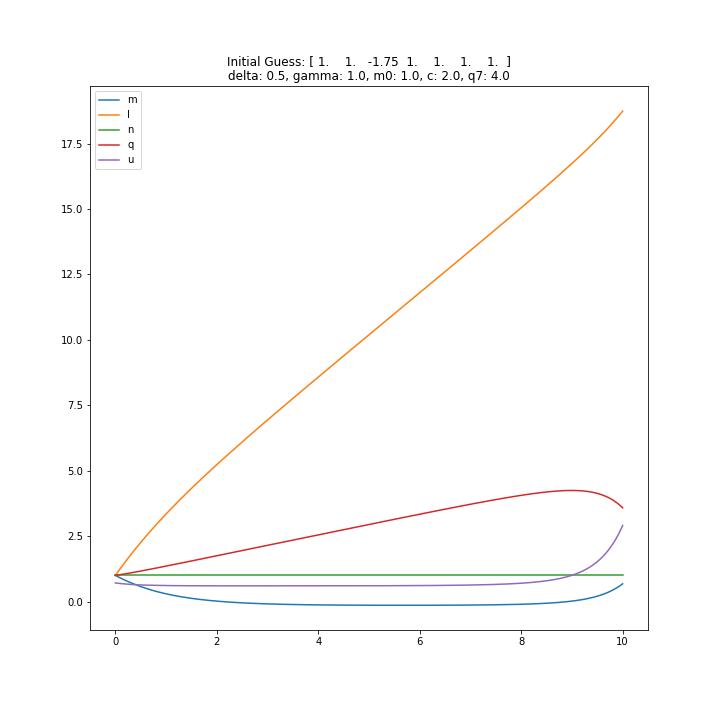 Initial Guess: [ 1.    1.   -1.75  1.    1.    1.    1.  ]
delta: 0.5, gamma: 1.0, m0: 1.0, c: 2.0, q7: 4.0
m
l
n
q
u
17.5
15.0
12.5
10.0
7.5
5.0
2.5
0.0
0 2 4 6 8 10